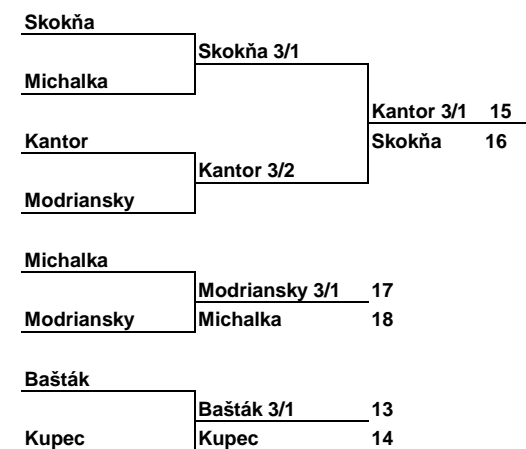 Skokňa
Skokňa 3/1
Michalka
Kantor 3/1 15
Kantor
Skokňa 16
Kantor 3/2
Modriansky
Michalka
Modriansky 3/1 17
Modriansky
Michalka 18
Bašták
Bašták 3/1 13
Kupec
Kupec 14